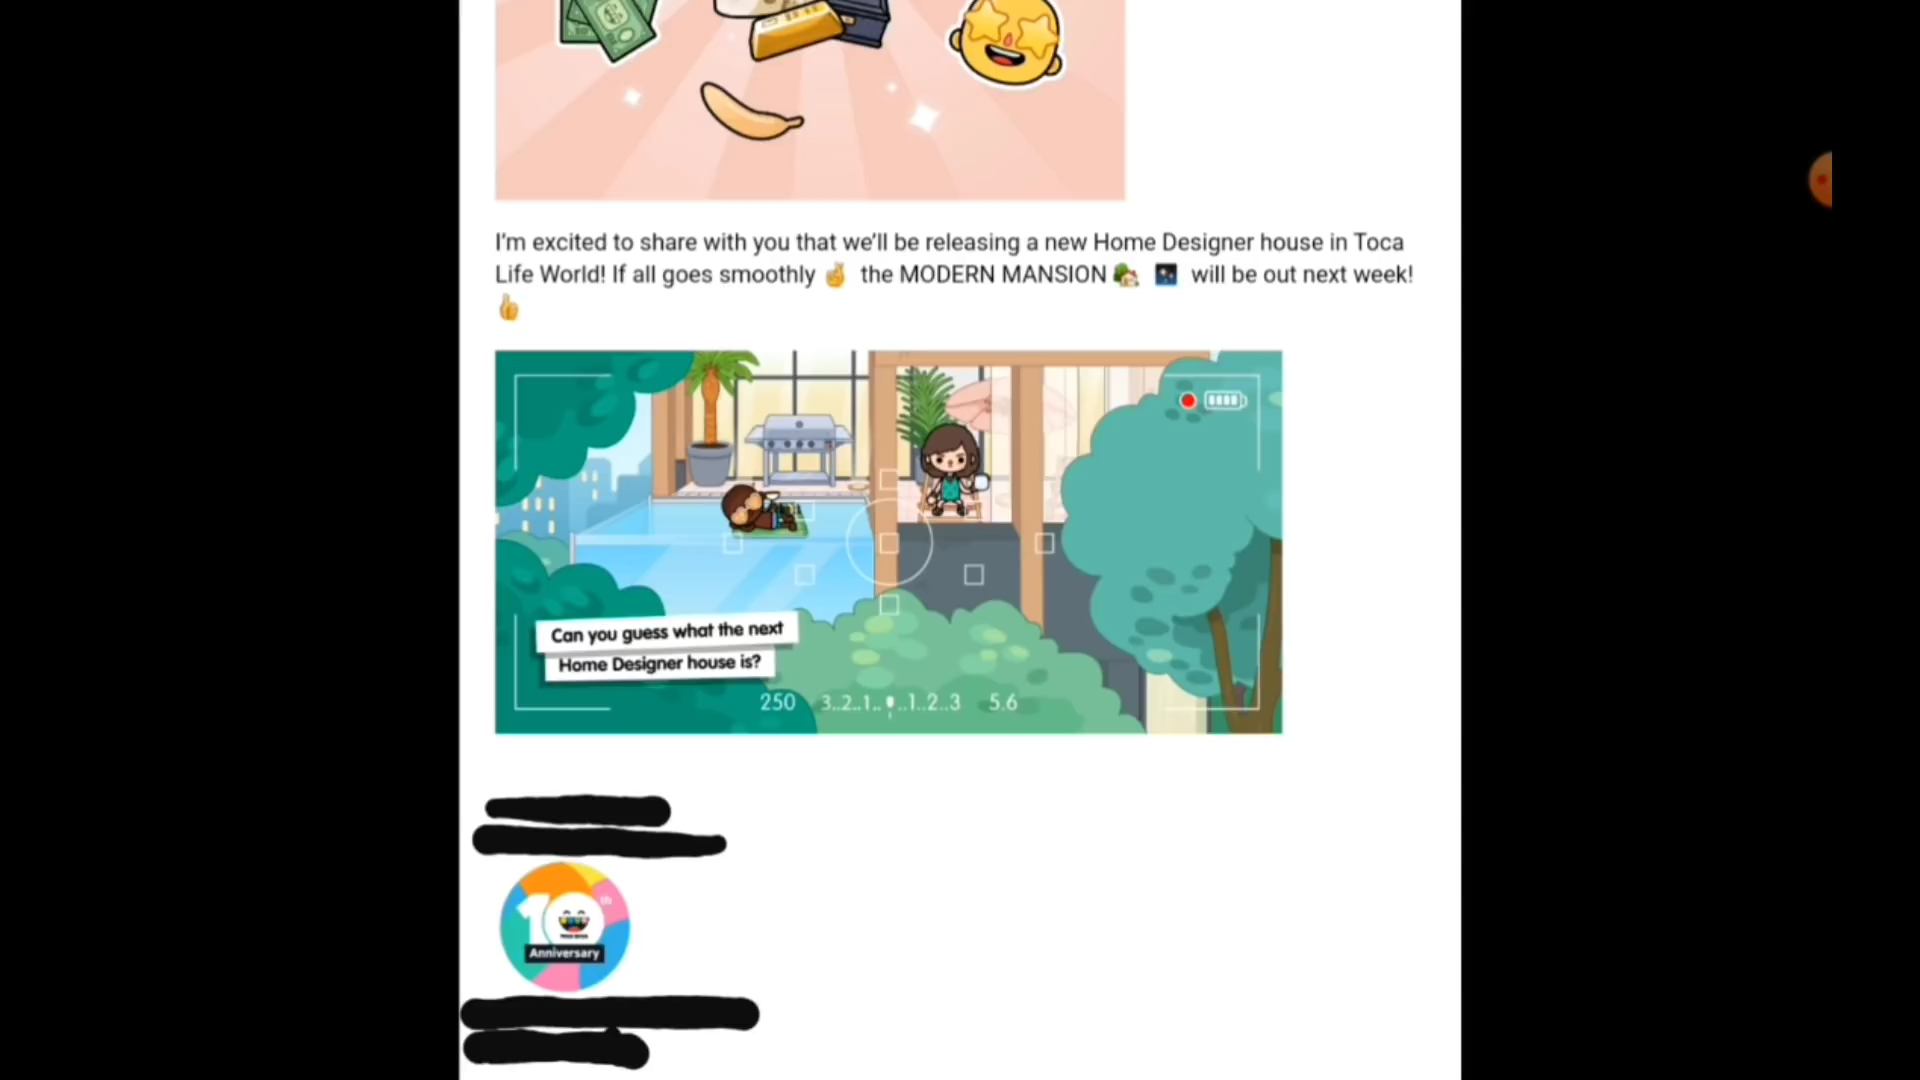 I'm excited to share with you that we'll be releasing a new Home Designer house in Toca
Life World! If all goes smoothly 🤞 the MODERN MANSION 🏡 🌃 will be out next week!
👍
Can you guess what the next
Home Designer house is?
250 3..2..1.. ..1..2..3 5.6
10th
Anniversary